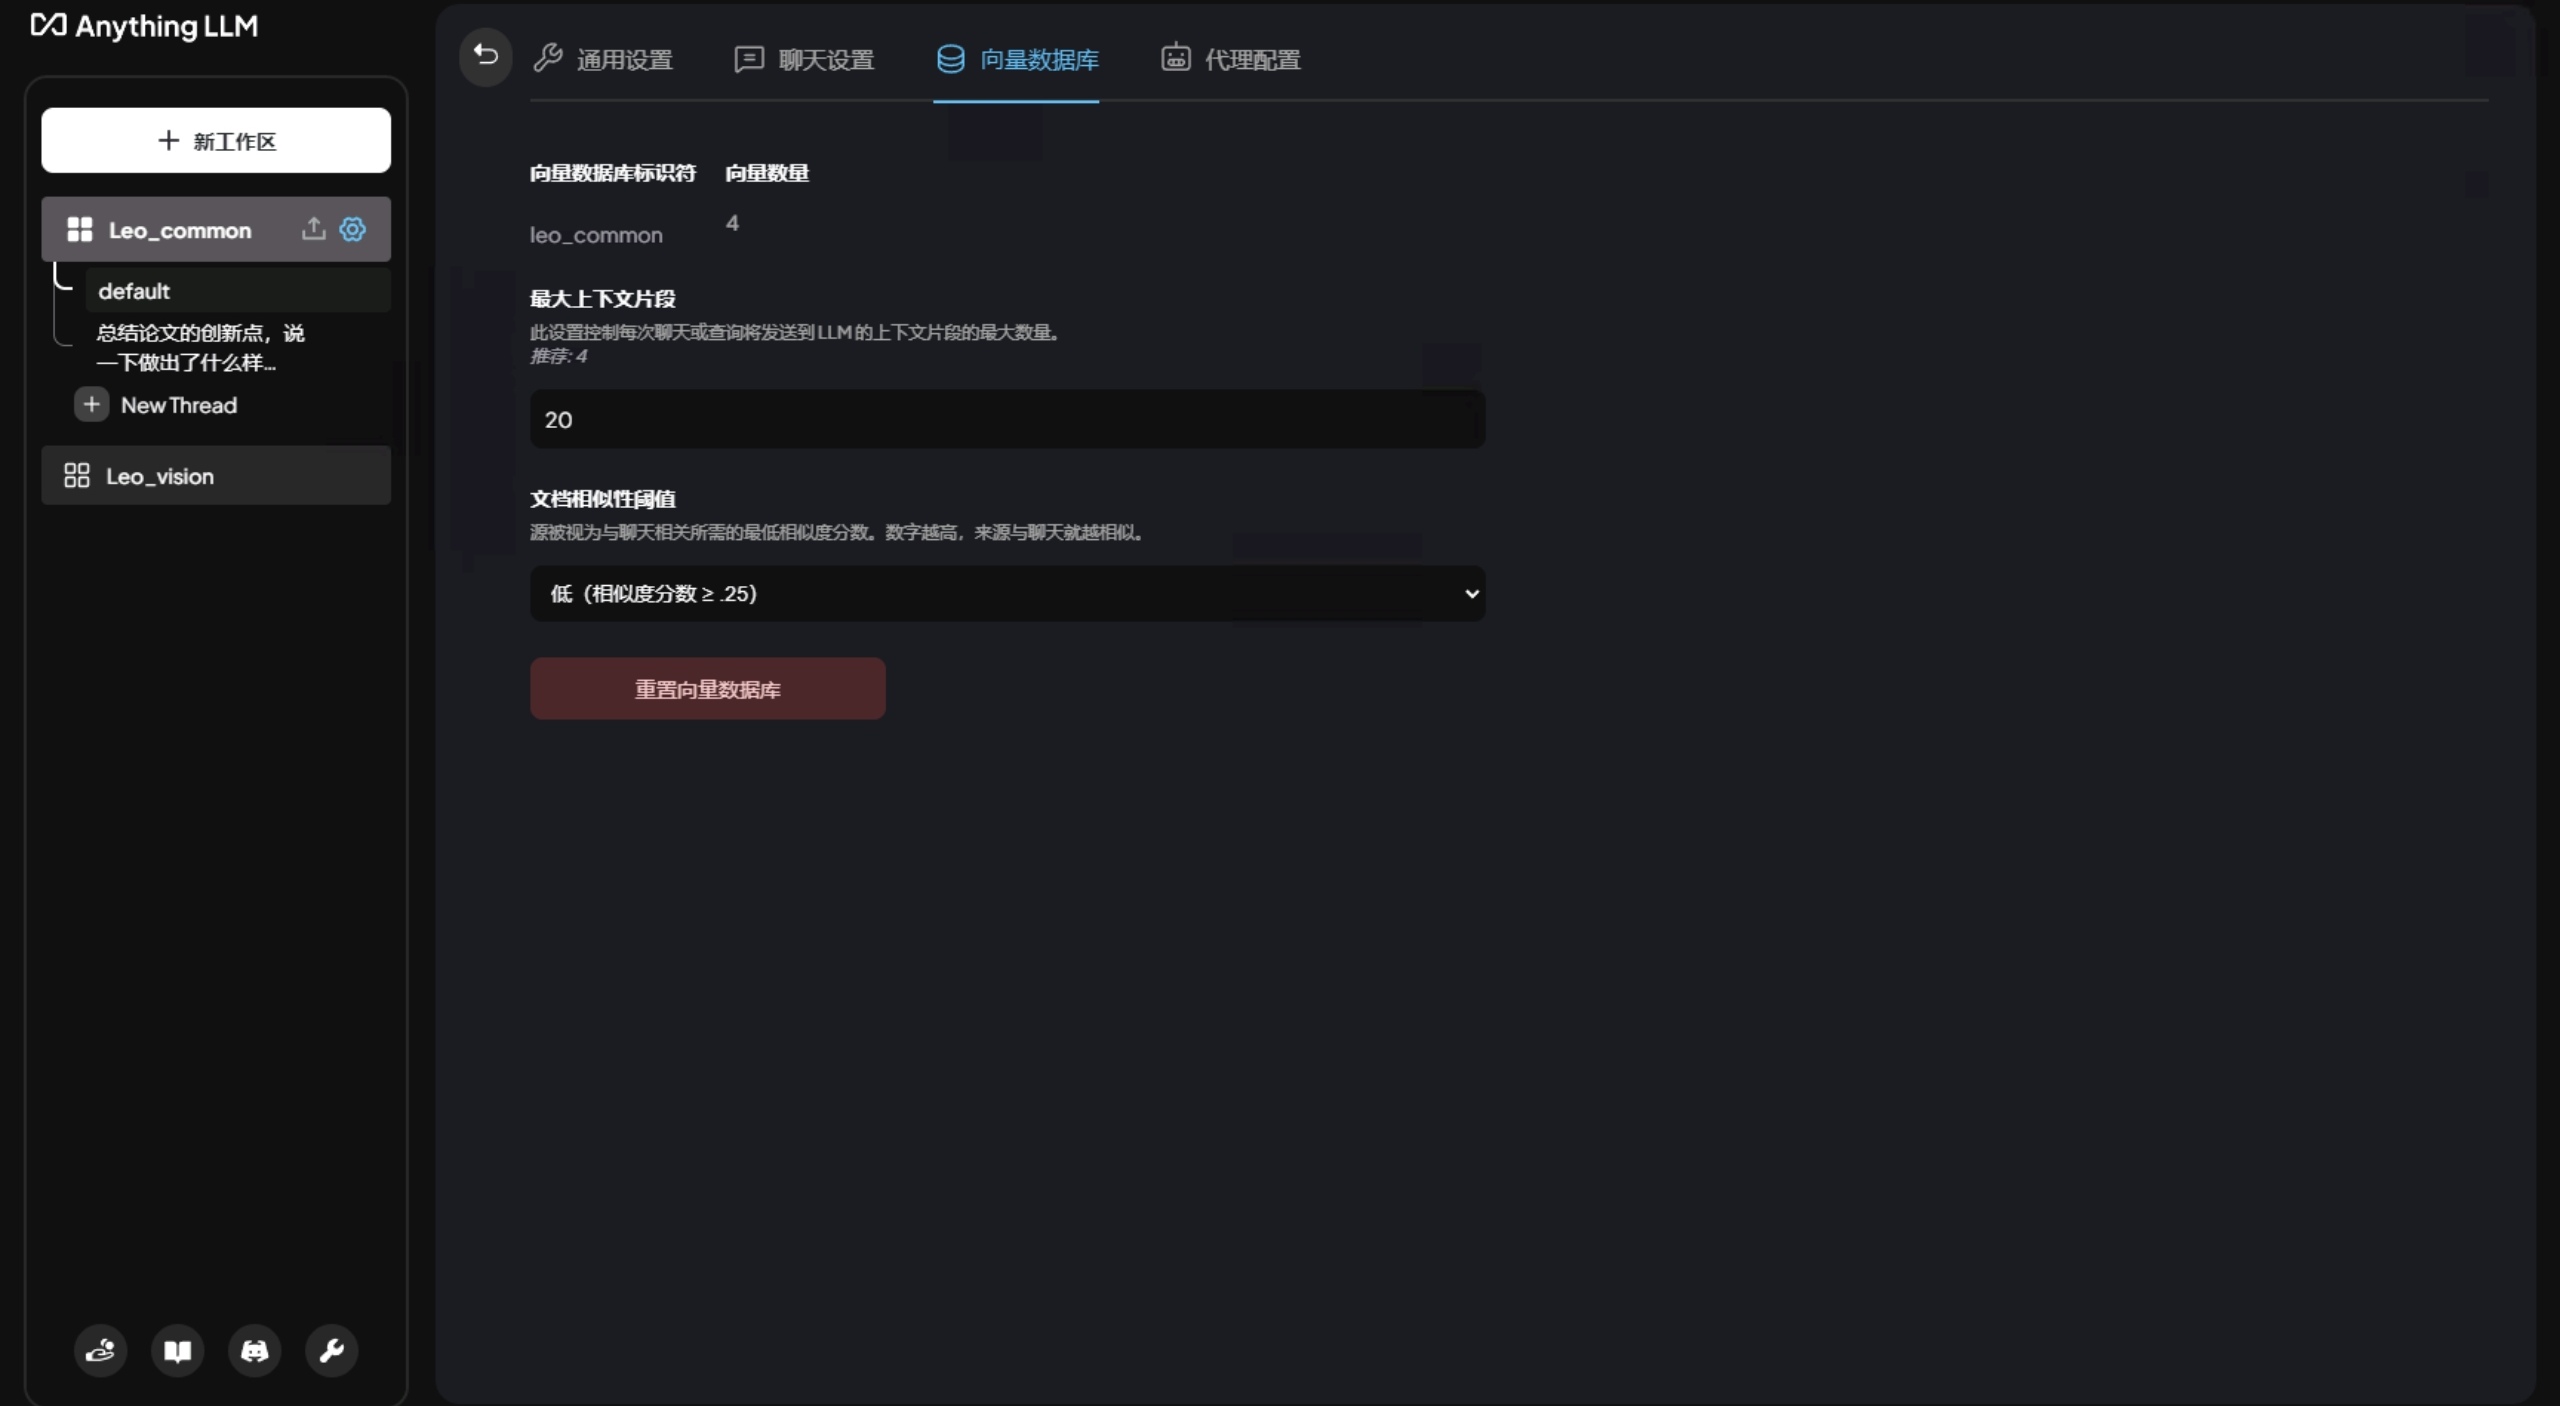 Anything LLM
新工作区
Leo_common
default
总结论文的创新点，说
一下做出了什么样...
New Thread
Leo_vision
通用设置
聊天设置
向量数据库
代理配置
向量数据库标识符 向量数量
leo_common 4
最大上下文片段
此设置控制每次聊天或查询将发送到 LLM 的上下文片段的最大数量。
推荐: 4
20
文档相似性阈值
源被视为与聊天相关所需的最低相似度分数。数字越高，来源与聊天就越相似。
低（相似度分数 ≥ .25）
重置向量数据库